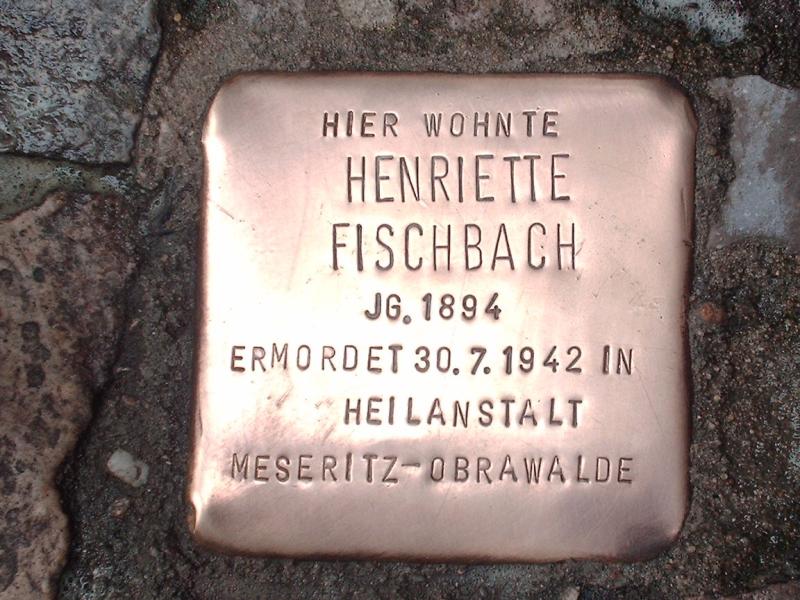 HIER WOHNTE
HENRIETTE
FISCHBACH
JG. 1894
ERMORDET 30.7.1942 IN
HEILANSTALT
MESERITZ-OBRAWALDE